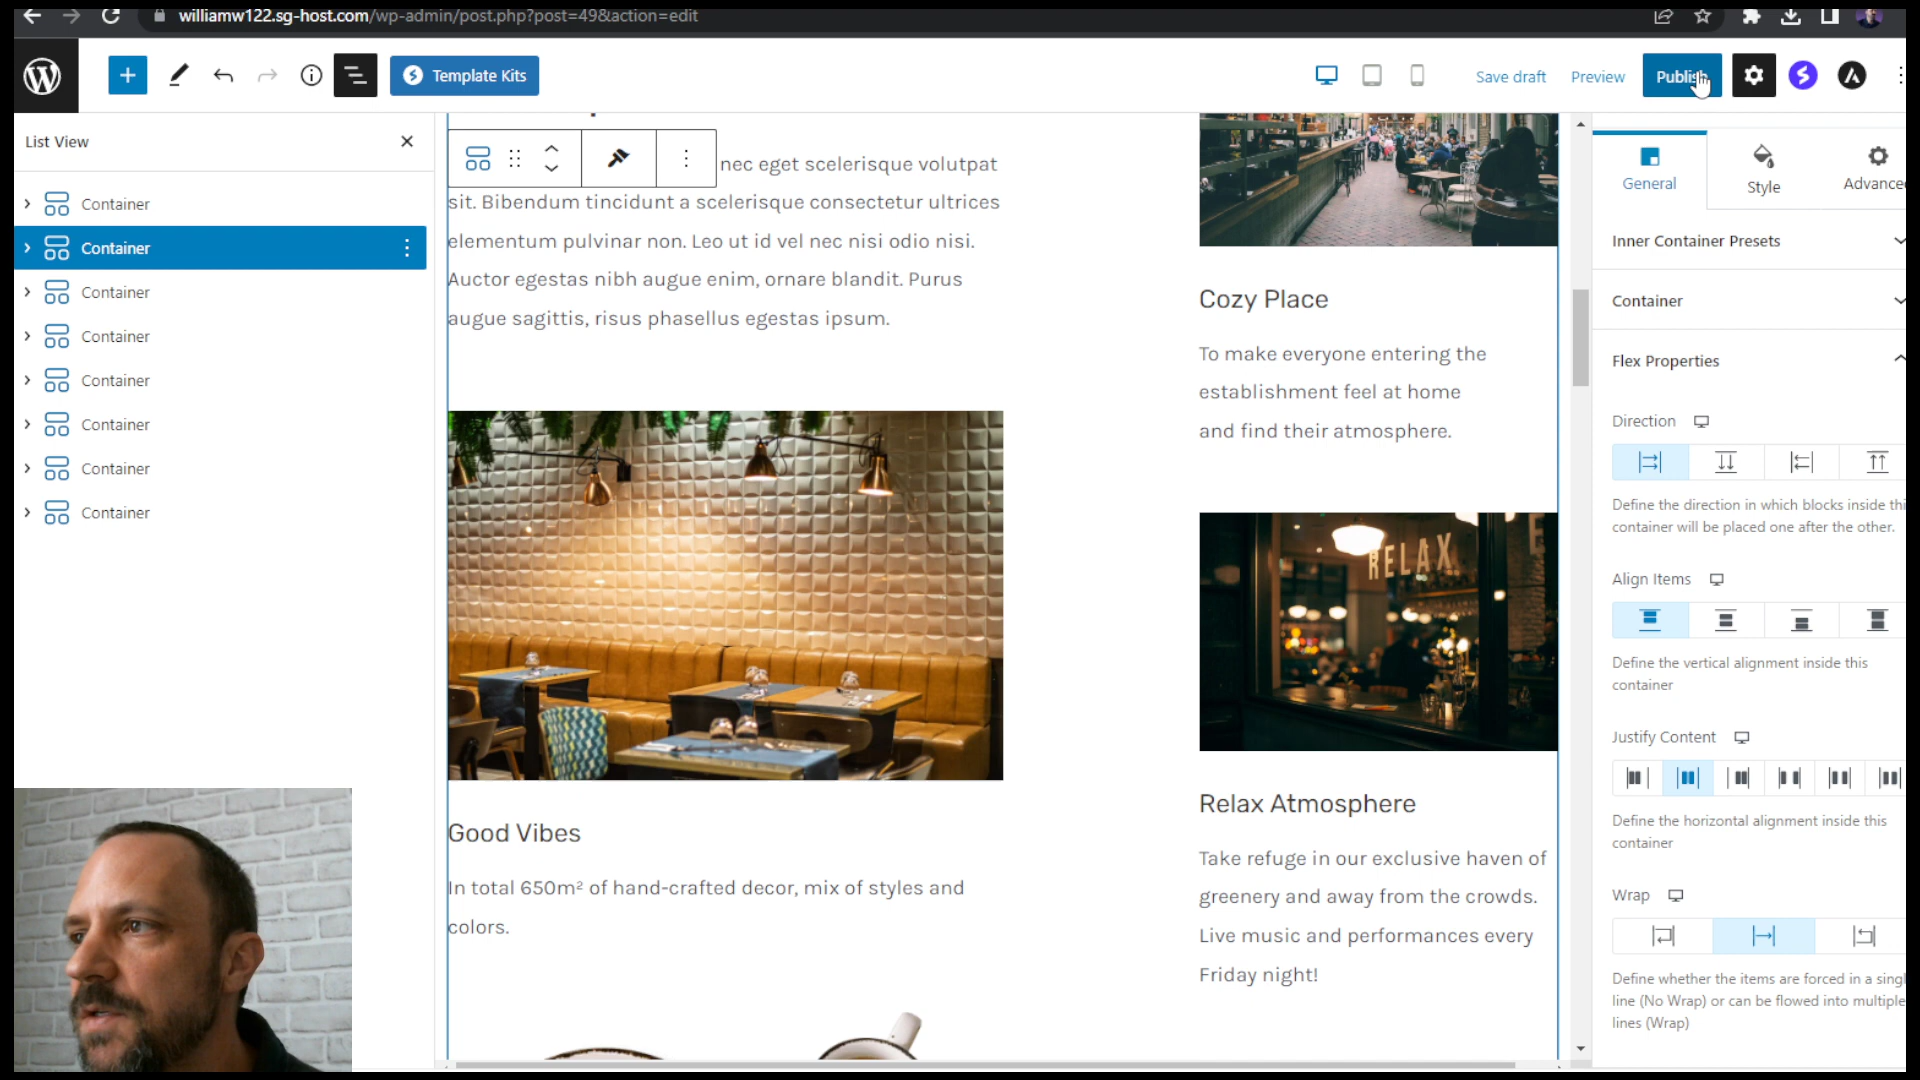 williamw122.sg-host.com/wp-admin/post.php?post=49&action=edit
Template Kits
Save draft
Preview
Publish
List View
Container
Container
Container
Container
Container
Container
Container
Container
nec eget scelerisque volutpat
sit. Bibendum tincidunt a scelerisque consectetur ultrices
elementum pulvinar non. Leo ut id vel nec nisi odio nisi.
Auctor egestas nibh augue enim, ornare blandit. Purus
augue sagittis, risus phasellus egestas ipsum.
Good Vibes
In total 650m² of hand-crafted decor, mix of styles and
colors.
Cozy Place
To make everyone entering the
establishment feel at home
and find their atmosphere.
RELAX
Relax Atmosphere
Take refuge in our exclusive haven of
greenery and away from the crowds.
Live music and performances every
Friday night!
General
Style
Advance
Inner Container Presets
Container
Flex Properties
Direction
Define the direction in which blocks inside thi
container will be placed one after the other.
Align Items
Define the vertical alignment inside this
container
Justify Content
Define the horizontal alignment inside this
container
Wrap
Define whether the items are forced in a singl
line (No Wrap) or can be flowed into multiple
lines (Wrap)